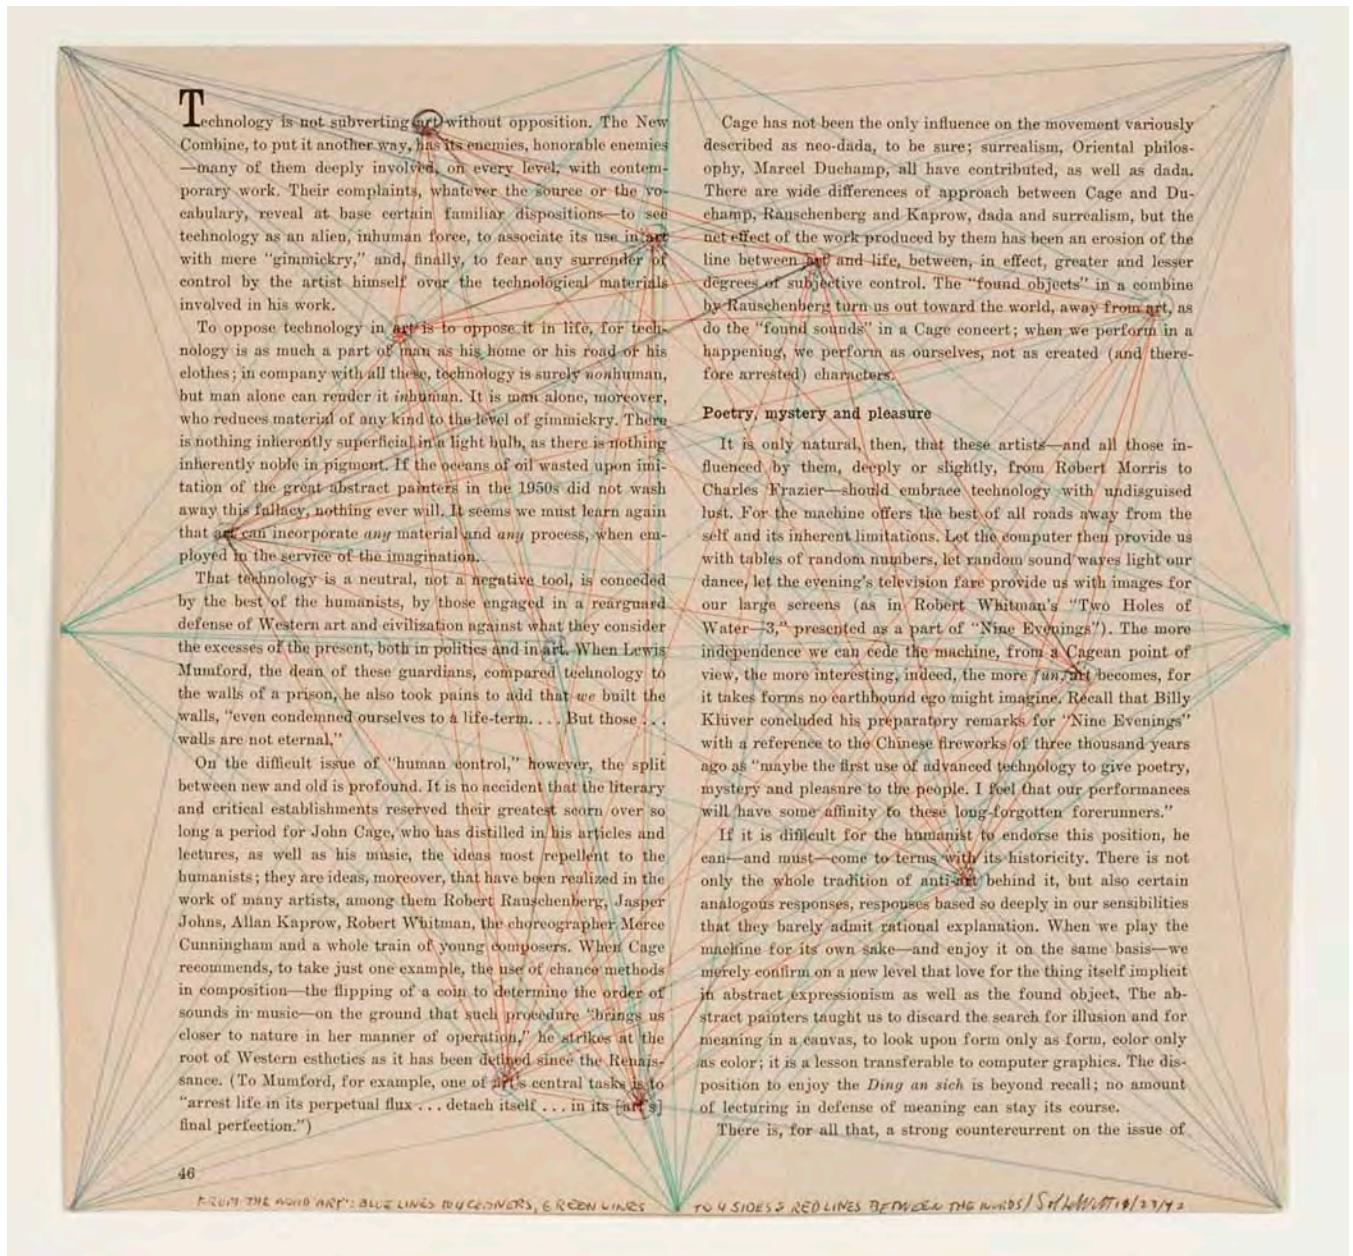 Technology is not subverting art without opposition. The New
Combine, to put it another way, has its enemies, honorable enemies
—many of them deeply involved, on every level, with contem-
porary work. Their complaints, whatever the source or the vo-
cabulary, reveal at base certain familiar dispositions—to see
technology as an alien, inhuman force, to associate its use in art
with mere "gimmickry," and, finally, to fear any surrender of
control by the artist himself over the technological materials
involved in his work.
To oppose technology in art is to oppose it in life, for tech-
nology is as much a part of man as his home or his road or his
clothes; in company with all these, technology is surely nonhuman,
but man alone can render it inhuman. It is man alone, moreover,
who reduces material of any kind to the level of gimmickry. There
is nothing inherently superficial in a light bulb, as there is nothing
inherently noble in pigment. If the oceans of oil wasted upon imi-
tation of the great abstract painters in the 1950s did not wash
away this fallacy, nothing ever will. It seems we must learn again
that art can incorporate any material and any process, when em-
ployed in the service of the imagination.
That technology is a neutral, not a negative tool, is conceded
by the best of the humanists, by those engaged in a rearguard
defense of Western art and civilization against what they consider
the excesses of the present, both in politics and in art. When Lewis
Mumford, the dean of these guardians, compared technology to
the walls of a prison, he also took pains to add that we built the
walls, "even condemned ourselves to a life-term. . . . But those . . .
walls are not eternal."
On the difficult issue of "human control," however, the split
between new and old is profound. It is no accident that the literary
and critical establishments reserved their greatest scorn over so
long a period for John Cage, who has distilled in his articles and
lectures, as well as his music, the ideas most repellent to the
humanists; they are ideas, moreover, that have been realized in the
work of many artists, among them Robert Rauschenberg, Jasper
Johns, Allan Kaprow, Robert Whitman, the choreographer Merce
Cunningham and a whole train of young composers. When Cage
recommends, to take just one example, the use of chance methods
in composition—the flipping of a coin to determine the order of
sounds in music—on the ground that such procedure "brings us
closer to nature in her manner of operation," he strikes at the
root of Western esthetics as it has been defined since the Renais-
sance. (To Mumford, for example, one of art's central tasks is to
"arrest life in its perpetual flux . . . detach itself . . . in its [art's]
final perfection.")
46
Cage has not been the only influence on the movement variously
described as neo-dada, to be sure; surrealism, Oriental philos-
ophy, Marcel Duchamp, all have contributed, as well as dada.
There are wide differences of approach between Cage and Du-
champ, Rauschenberg and Kaprow, dada and surrealism, but the
net effect of the work produced by them has been an erosion of the
line between art and life, between, in effect, greater and lesser
degrees of subjective control. The "found objects" in a combine
by Rauschenberg turn us out toward the world, away from art, as
do the "found sounds" in a Cage concert; when we perform in a
happening, we perform as ourselves, not as created (and there-
fore arrested) characters.
Poetry, mystery and pleasure
It is only natural, then, that these artists—and all those in-
fluenced by them, deeply or slightly, from Robert Morris to
Charles Frazier—should embrace technology with undisguised
lust. For the machine offers the best of all roads away from the
self and its inherent limitations. Let the computer then provide us
with tables of random numbers, let random sound waves light our
dance, let the evening's television fare provide us with images for
our large screens (as in Robert Whitman's "Two Holes of
Water—3," presented as a part of "Nine Evenings"). The more
independence we can cede the machine, from a Cagean point of
view, the more interesting, indeed, the more fun, art becomes, for
it takes forms no earthbound ego might imagine. Recall that Billy
Klüver concluded his preparatory remarks for "Nine Evenings"
with a reference to the Chinese fireworks of three thousand years
ago as "maybe the first use of advanced technology to give poetry,
mystery and pleasure to the people. I feel that our performances
will have some affinity to these long-forgotten forerunners."
If it is difficult for the humanist to endorse this position, he
can—and must—come to terms with its historicity. There is not
only the whole tradition of anti-art behind it, but also certain
analogous responses, responses based so deeply in our sensibilities
that they barely admit rational explanation. When we play the
machine for its own sake—and enjoy it on the same basis—we
merely confirm on a new level that love for the thing itself implicit
in abstract expressionism as well as the found object. The ab-
stract painters taught us to discard the search for illusion and for
meaning in a canvas, to look upon form only as form, color only
as color; it is a lesson transferable to computer graphics. The dis-
position to enjoy the Ding an sich is beyond recall; no amount
of lecturing in defense of meaning can stay its course.
There is, for all that, a strong countercurrent on the issue of
FROM THE WORD ART: BLUE LINES TO 4 CORNERS, GREEN LINES TO 4 SIDES & RED LINES BETWEEN THE WORDS / Sol LeWitt